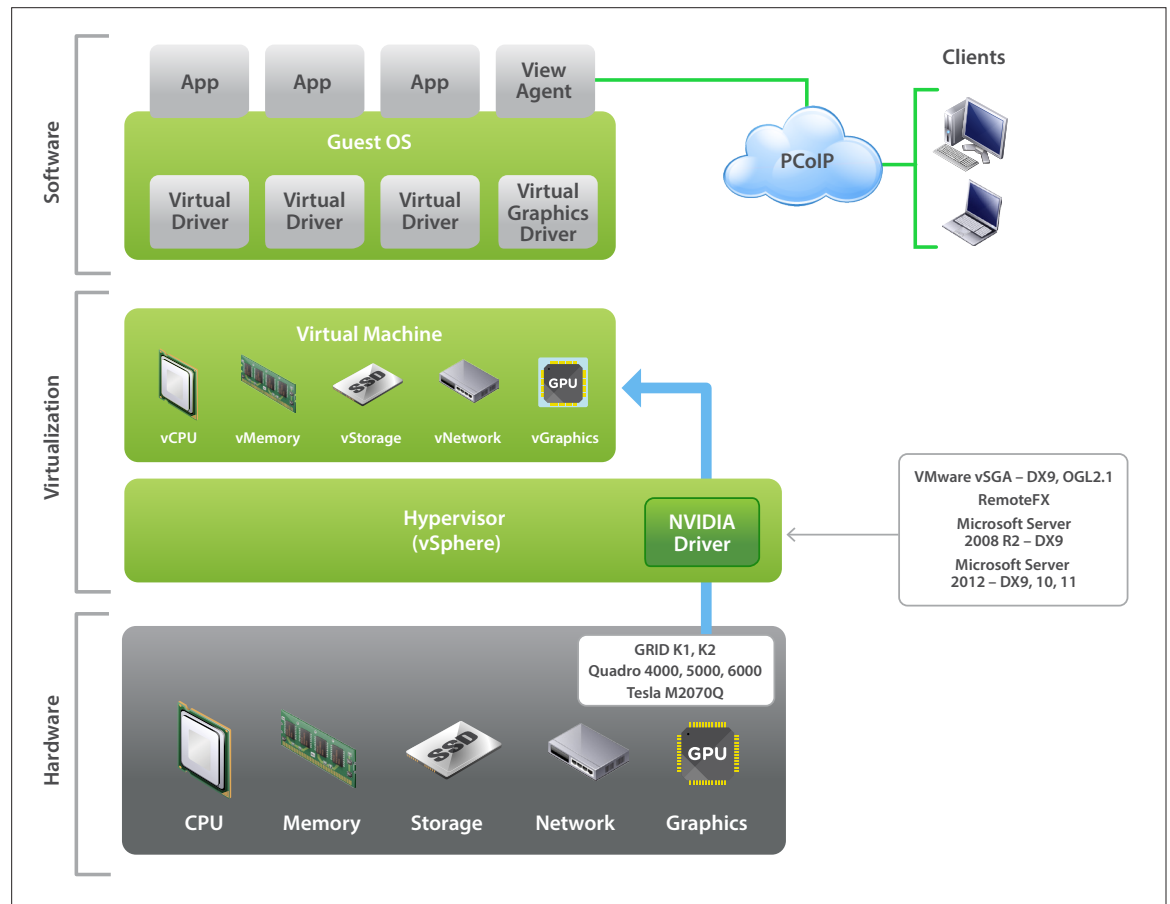 Software
App
App
App
View
Agent
Guest OS
Virtual
Driver
Virtual
Driver
Virtual
Driver
Virtual
Graphics
Driver
PCoIP
Clients
Virtualization
Virtual Machine
SSD
GPU
vCPU
vMemory
vStorage
vNetwork
vGraphics
Hypervisor
(vSphere)
NVIDIA
Driver
VMware vSGA – DX9, OGL2.1
RemoteFX
Microsoft Server
2008 R2 – DX9
Microsoft Server
2012 – DX9, 10, 11
Hardware
GRID K1, K2
Quadro 4000, 5000, 6000
Tesla M2070Q
SSD
GPU
CPU
Memory
Storage
Network
Graphics